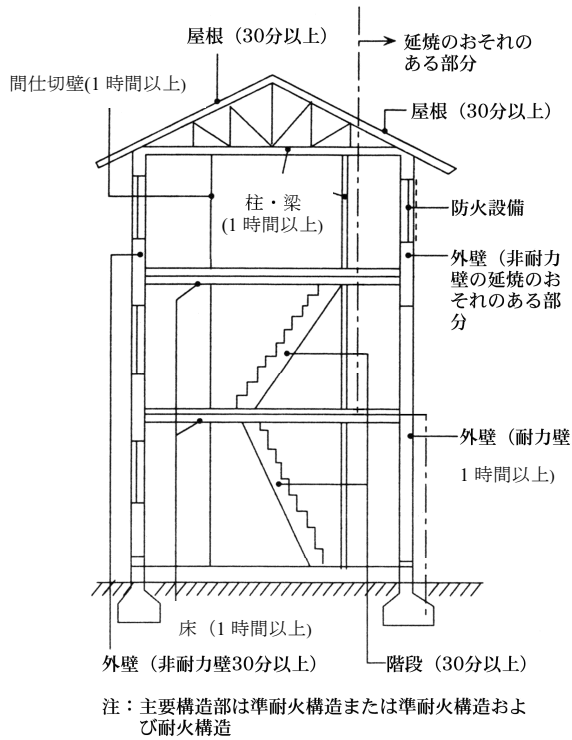 屋根（30分以上）
延焼のおそれの
ある部分
間仕切壁(1 時間以上)
屋根（30分以上）
柱・梁
(1 時間以上)
防火設備
外壁（非耐力
壁の延焼のお
それのある部
分
外壁（耐力壁
1 時間以上)
床（1 時間以上)
外壁（非耐力壁30分以上）
階段（30分以上）
注：主要構造部は準耐火構造または準耐火構造およ
び耐火構造